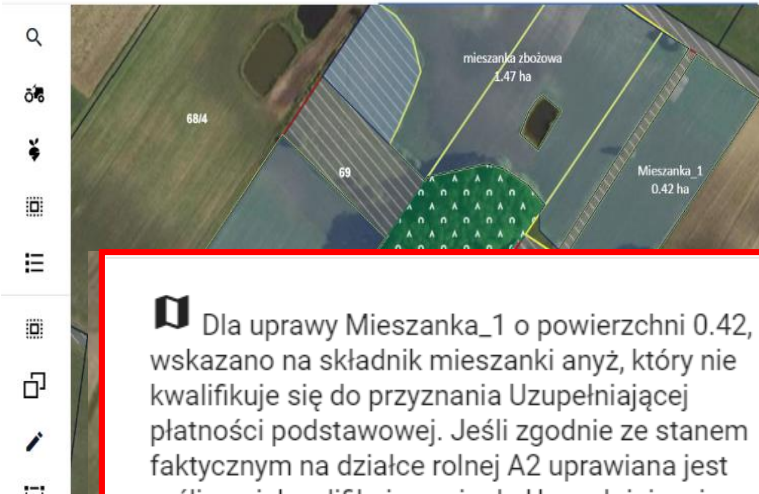 mieszanka zbożowa
1.47 ha
68/4
69
Mieszanka_1
0.42 ha
Dla uprawy Mieszanka_1 o powierzchni 0.42,
wskazano na składnik mieszanki anyż, który nie
kwalifikuje się do przyznania Uzupełniającej
płatności podstawowej. Jeśli zgodnie ze stanem
faktycznym na działce rolnej A2 uprawiana jest